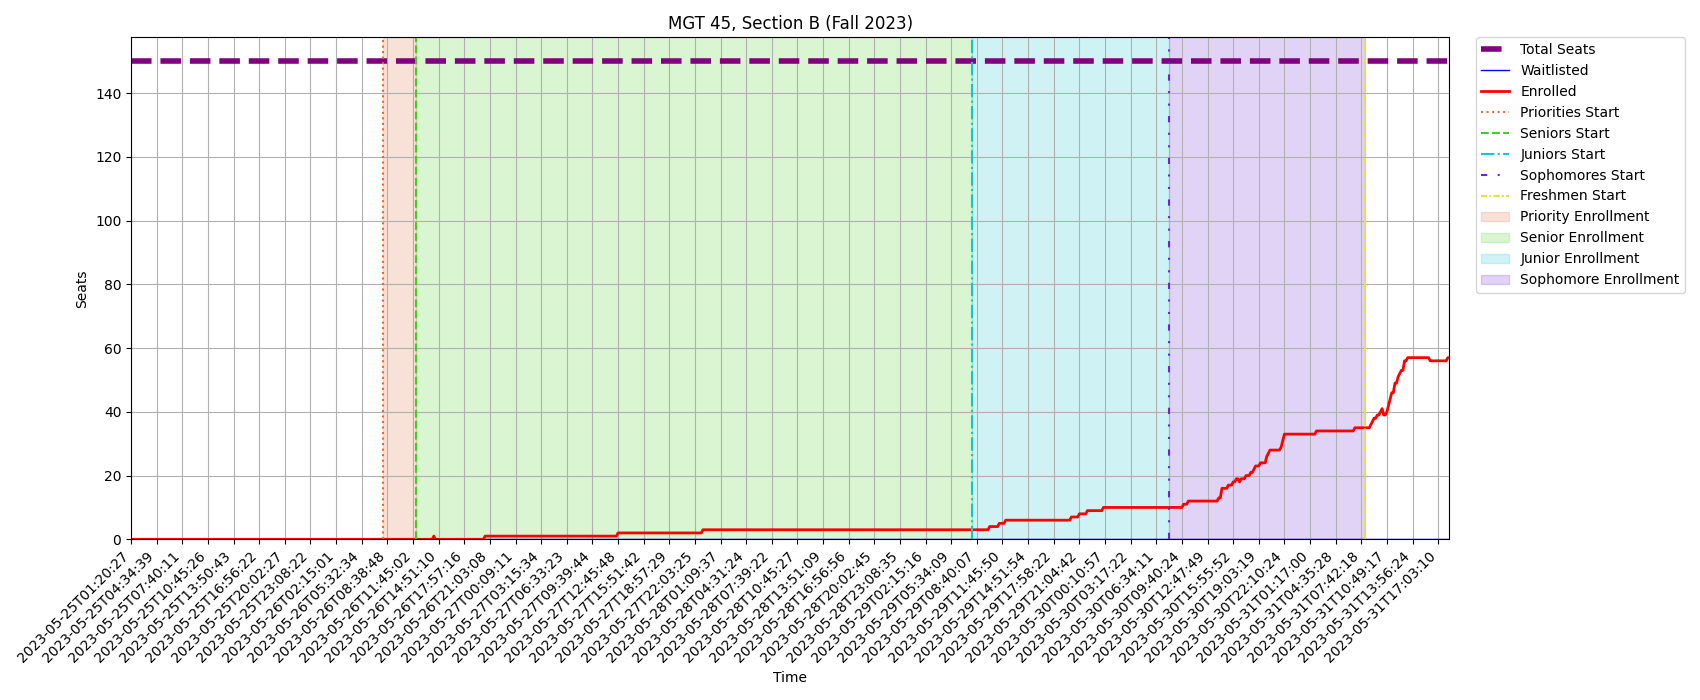 MGT 45, Section B (Fall 2023)
Total Seats
Waitlisted
Enrolled
Priorities Start
Seniors Start
Juniors Start
Sophomores Start
Freshmen Start
Priority Enrollment
Senior Enrollment
Junior Enrollment
Sophomore Enrollment
Seats
140
120
100
80
60
40
20
0
2023-05-25T01:20:27
2023-05-25T04:34:39
2023-05-25T07:40:11
2023-05-25T10:45:26
2023-05-25T13:50:43
2023-05-25T16:56:22
2023-05-25T20:02:27
2023-05-25T23:08:22
2023-05-26T02:15:01
2023-05-26T05:32:34
2023-05-26T08:38:48
2023-05-26T11:45:02
2023-05-26T14:51:10
2023-05-26T17:57:16
2023-05-26T21:03:08
2023-05-27T00:09:11
2023-05-27T03:15:34
2023-05-27T06:33:23
2023-05-27T09:39:44
2023-05-27T12:45:48
2023-05-27T15:51:42
2023-05-27T18:57:29
2023-05-27T22:03:25
2023-05-28T01:09:37
2023-05-28T04:31:24
2023-05-28T07:39:22
2023-05-28T10:45:27
2023-05-28T13:51:09
2023-05-28T16:56:56
2023-05-28T20:02:45
2023-05-28T23:08:35
2023-05-29T02:15:16
2023-05-29T05:34:09
2023-05-29T08:40:07
2023-05-29T11:45:50
2023-05-29T14:51:54
2023-05-29T17:58:22
2023-05-29T21:04:42
2023-05-30T00:10:57
2023-05-30T03:17:22
2023-05-30T06:34:11
2023-05-30T09:40:24
2023-05-30T12:47:49
2023-05-30T15:55:52
2023-05-30T19:03:19
2023-05-30T22:10:24
2023-05-31T01:17:00
2023-05-31T04:35:28
2023-05-31T07:42:18
2023-05-31T10:49:17
2023-05-31T13:56:24
2023-05-31T17:03:10
Time